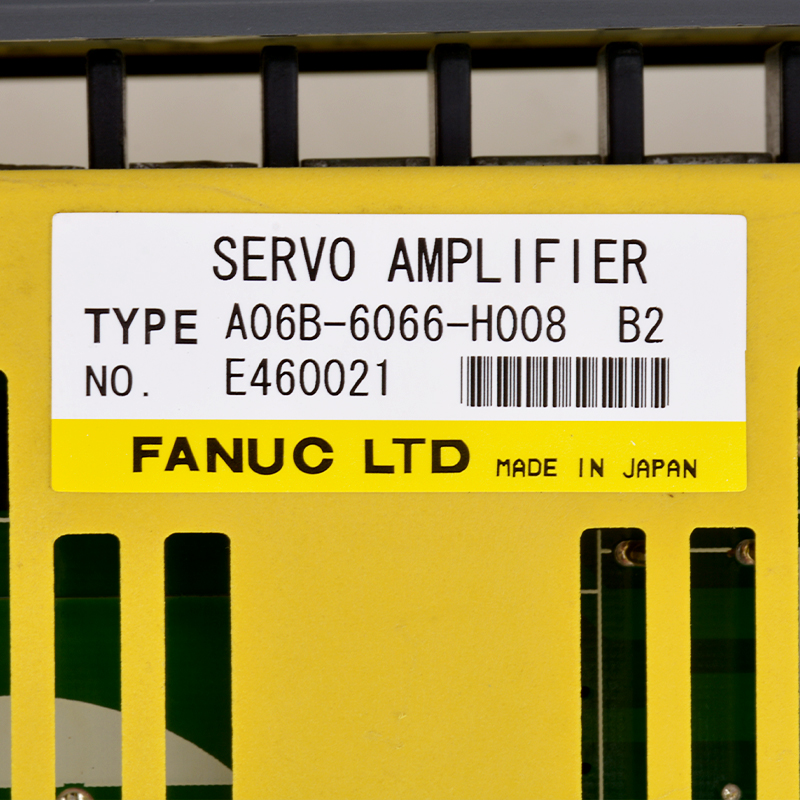 SERVO AMPLIFIER
TYPE A06B-6066-H008 B2
NO. E460021
FANUC LTD MADE IN JAPAN